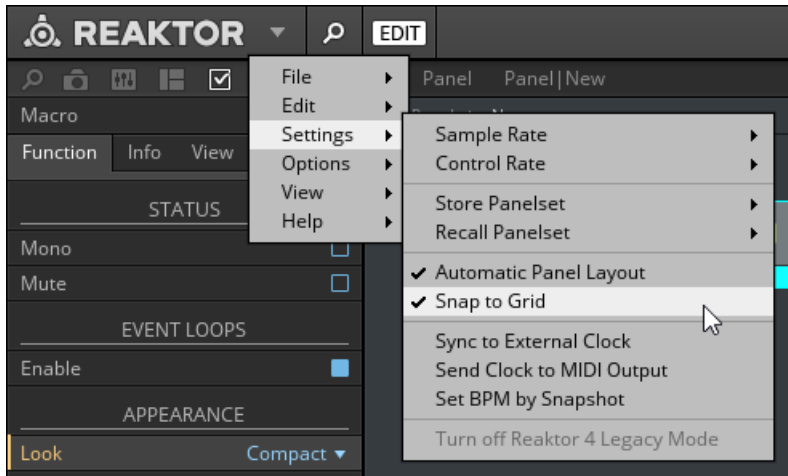 REAKTOR
EDIT
File
Edit
Settings
Options
View
Help
Panel
Panel|New
Macro
Function
Info
View
STATUS
Mono
Mute
EVENT LOOPS
Enable
APPEARANCE
Look
Compact
Sample Rate
Control Rate
Store Panelset
Recall Panelset
Automatic Panel Layout
Snap to Grid
Sync to External Clock
Send Clock to MIDI Output
Set BPM by Snapshot
Turn off Reaktor 4 Legacy Mode